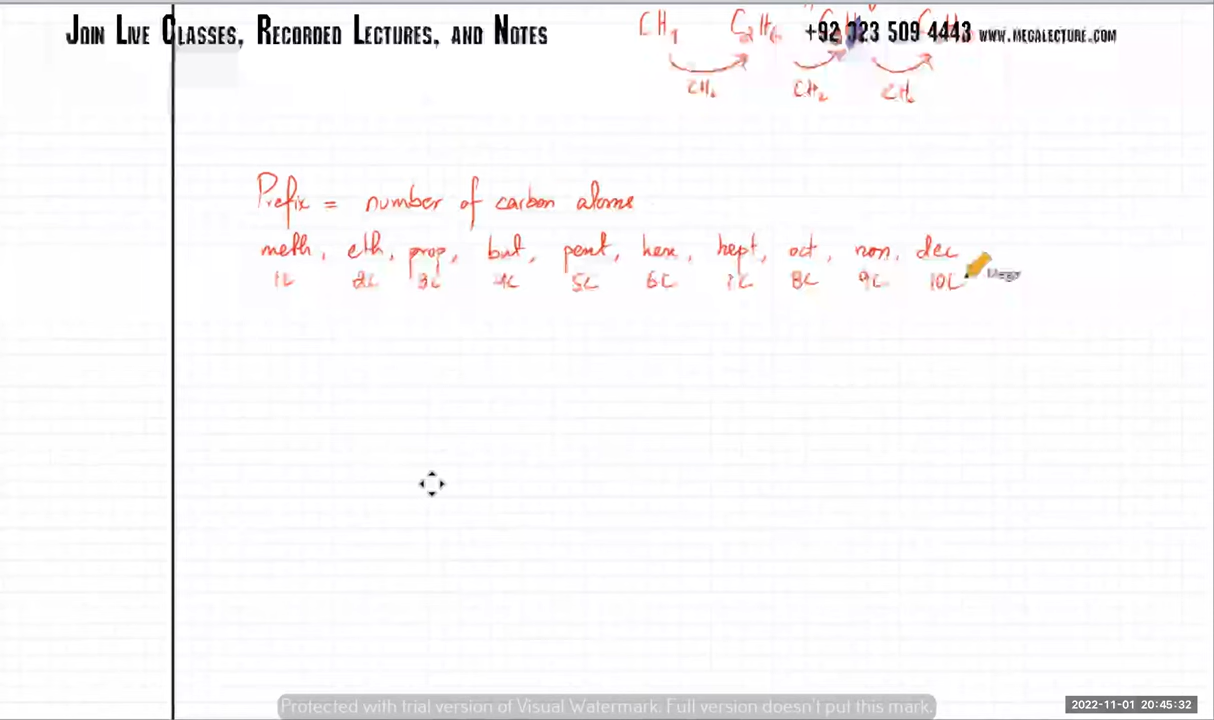 JOIN LIVE CLASSES, RECORDED LECTURES, AND NOTES
+92 323 509 4443 WWW.MEGALECTURE.COM
CH4 C2H6
CH2 CH2 CH2
Prefix = number of carbon atoms
meth, eth, prop, but, pent, hex, hept, oct, non, dec
1C 2C 3C 4C 5C 6C 7C 8C 9C 10C
Protected with trial version of Visual Watermark. Full version doesn't put this mark.
2022-11-01 20:45:32